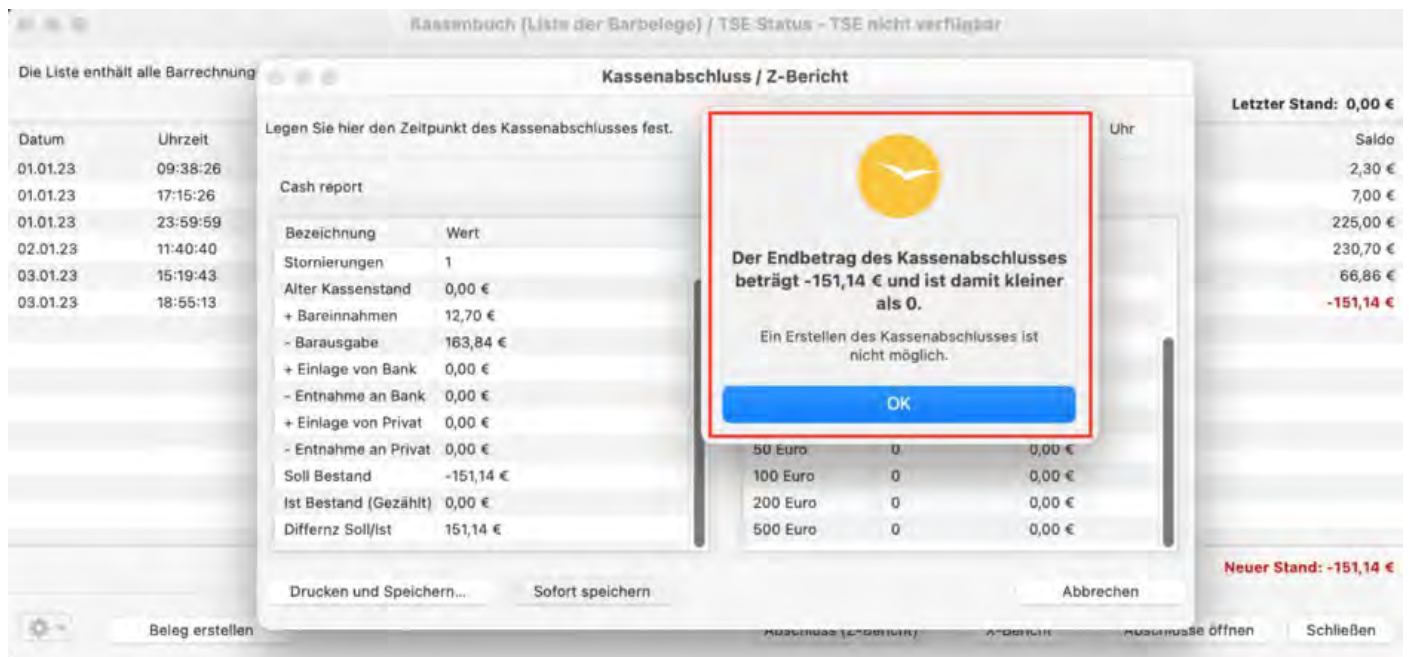 Kassenbuch (Liste der Barbelege) / TSE Status - TSE nicht verfügbar
Die Liste enthält alle Barrechnung
Letzter Stand: 0,00 €
Datum Uhrzeit Saldo
01.01.23 09:38:26 2,30 €
01.01.23 17:15:26 7,00 €
01.01.23 23:59:59 225,00 €
02.01.23 11:40:40 230,70 €
03.01.23 15:19:43 66,86 €
03.01.23 18:55:13 -151,14 €
Neuer Stand: -151,14 €
Kassenabschluss / Z-Bericht
Legen Sie hier den Zeitpunkt des Kassenabschlusses fest. Uhr
Cash report
Bezeichnung Wert
Stornierungen 1
Alter Kassenstand 0,00 €
+ Bareinnahmen 12,70 €
- Barausgabe 163,84 €
+ Einlage von Bank 0,00 €
- Entnahme an Bank 0,00 €
+ Einlage von Privat 0,00 €
- Entnahme an Privat 0,00 €
Soll Bestand -151,14 €
Ist Bestand (Gezählt) 0,00 €
Differnz Soll/Ist 151,14 €
50 Euro 0 0,00 €
100 Euro 0 0,00 €
200 Euro 0 0,00 €
500 Euro 0 0,00 €
Der Endbetrag des Kassenabschlusses
beträgt -151,14 € und ist damit kleiner
als 0.
Ein Erstellen des Kassenabschlusses ist
nicht möglich.
OK
Drucken und Speichern... Sofort speichern Abbrechen
Beleg erstellen Abschluss (Z-Bericht) X-Bericht Abschlüsse öffnen Schließen